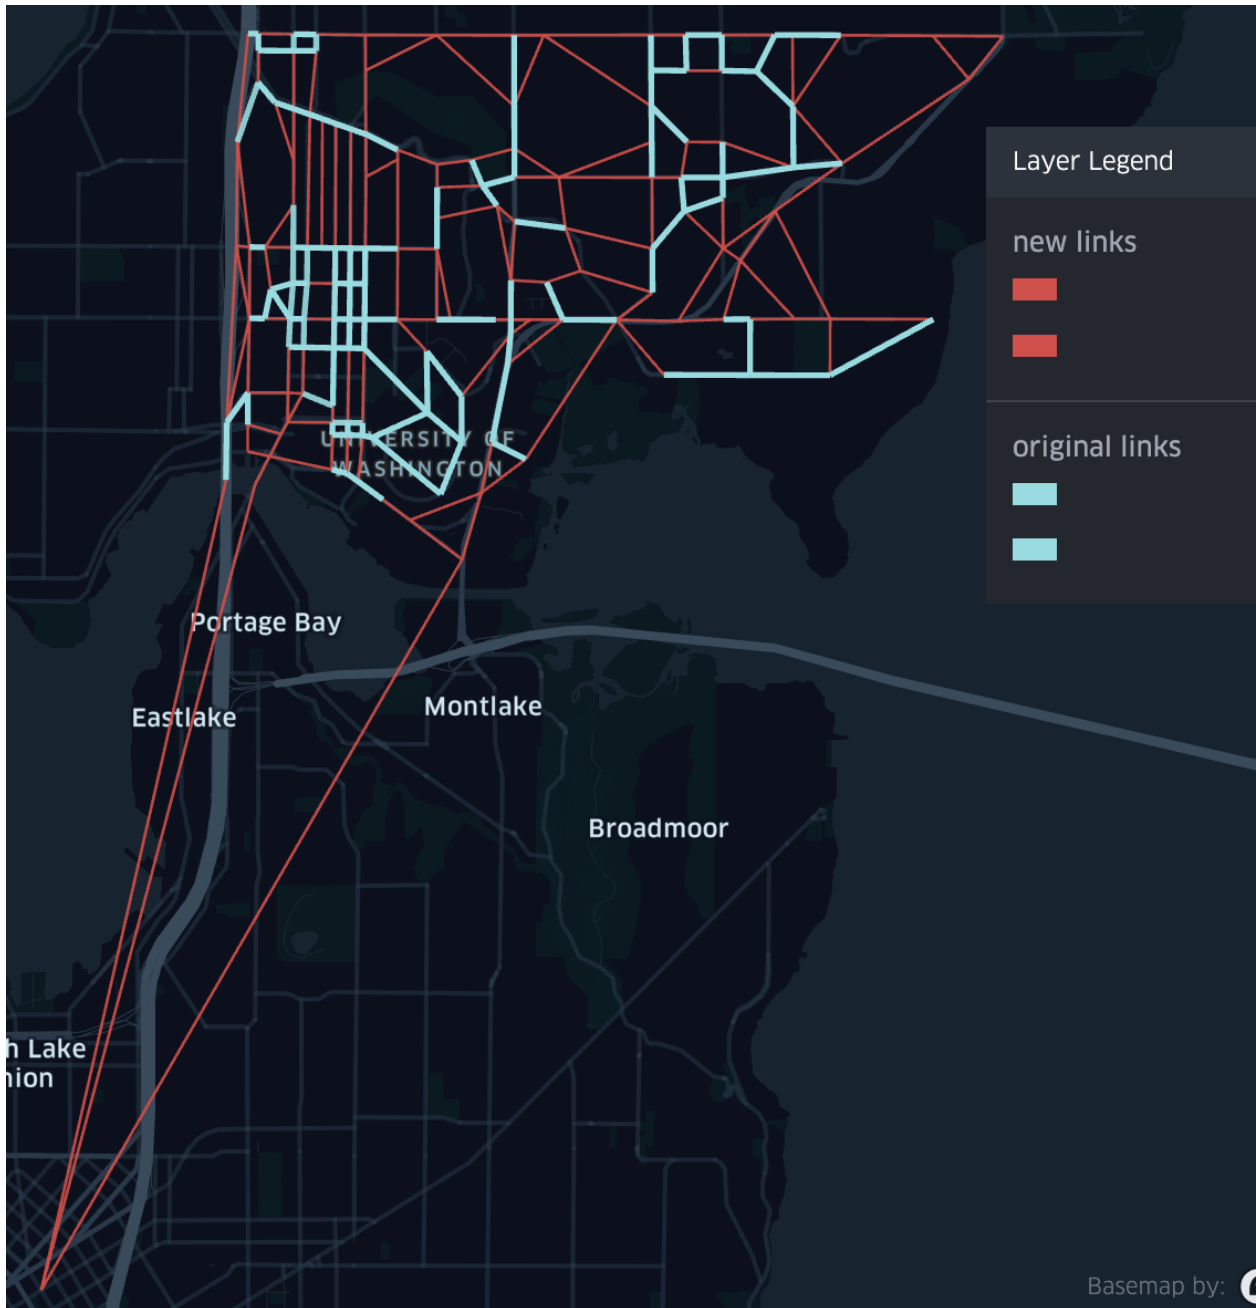 Layer Legend
new links
original links
UNIVERSITY OF
WASHINGTON
Portage Bay
Eastlake
Montlake
Broadmoor
h Lake
nion
Basemap by: